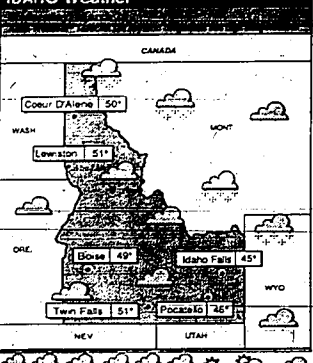 IDAHO Weather
CANADA
Coeur D'Alene 50°
WASH
MONT
Lewiston 51°
ORE.
Boise 49°
Idaho Falls 45°
WYO
Twin Falls 51°
Pocatello 46°
NEV
UTAH